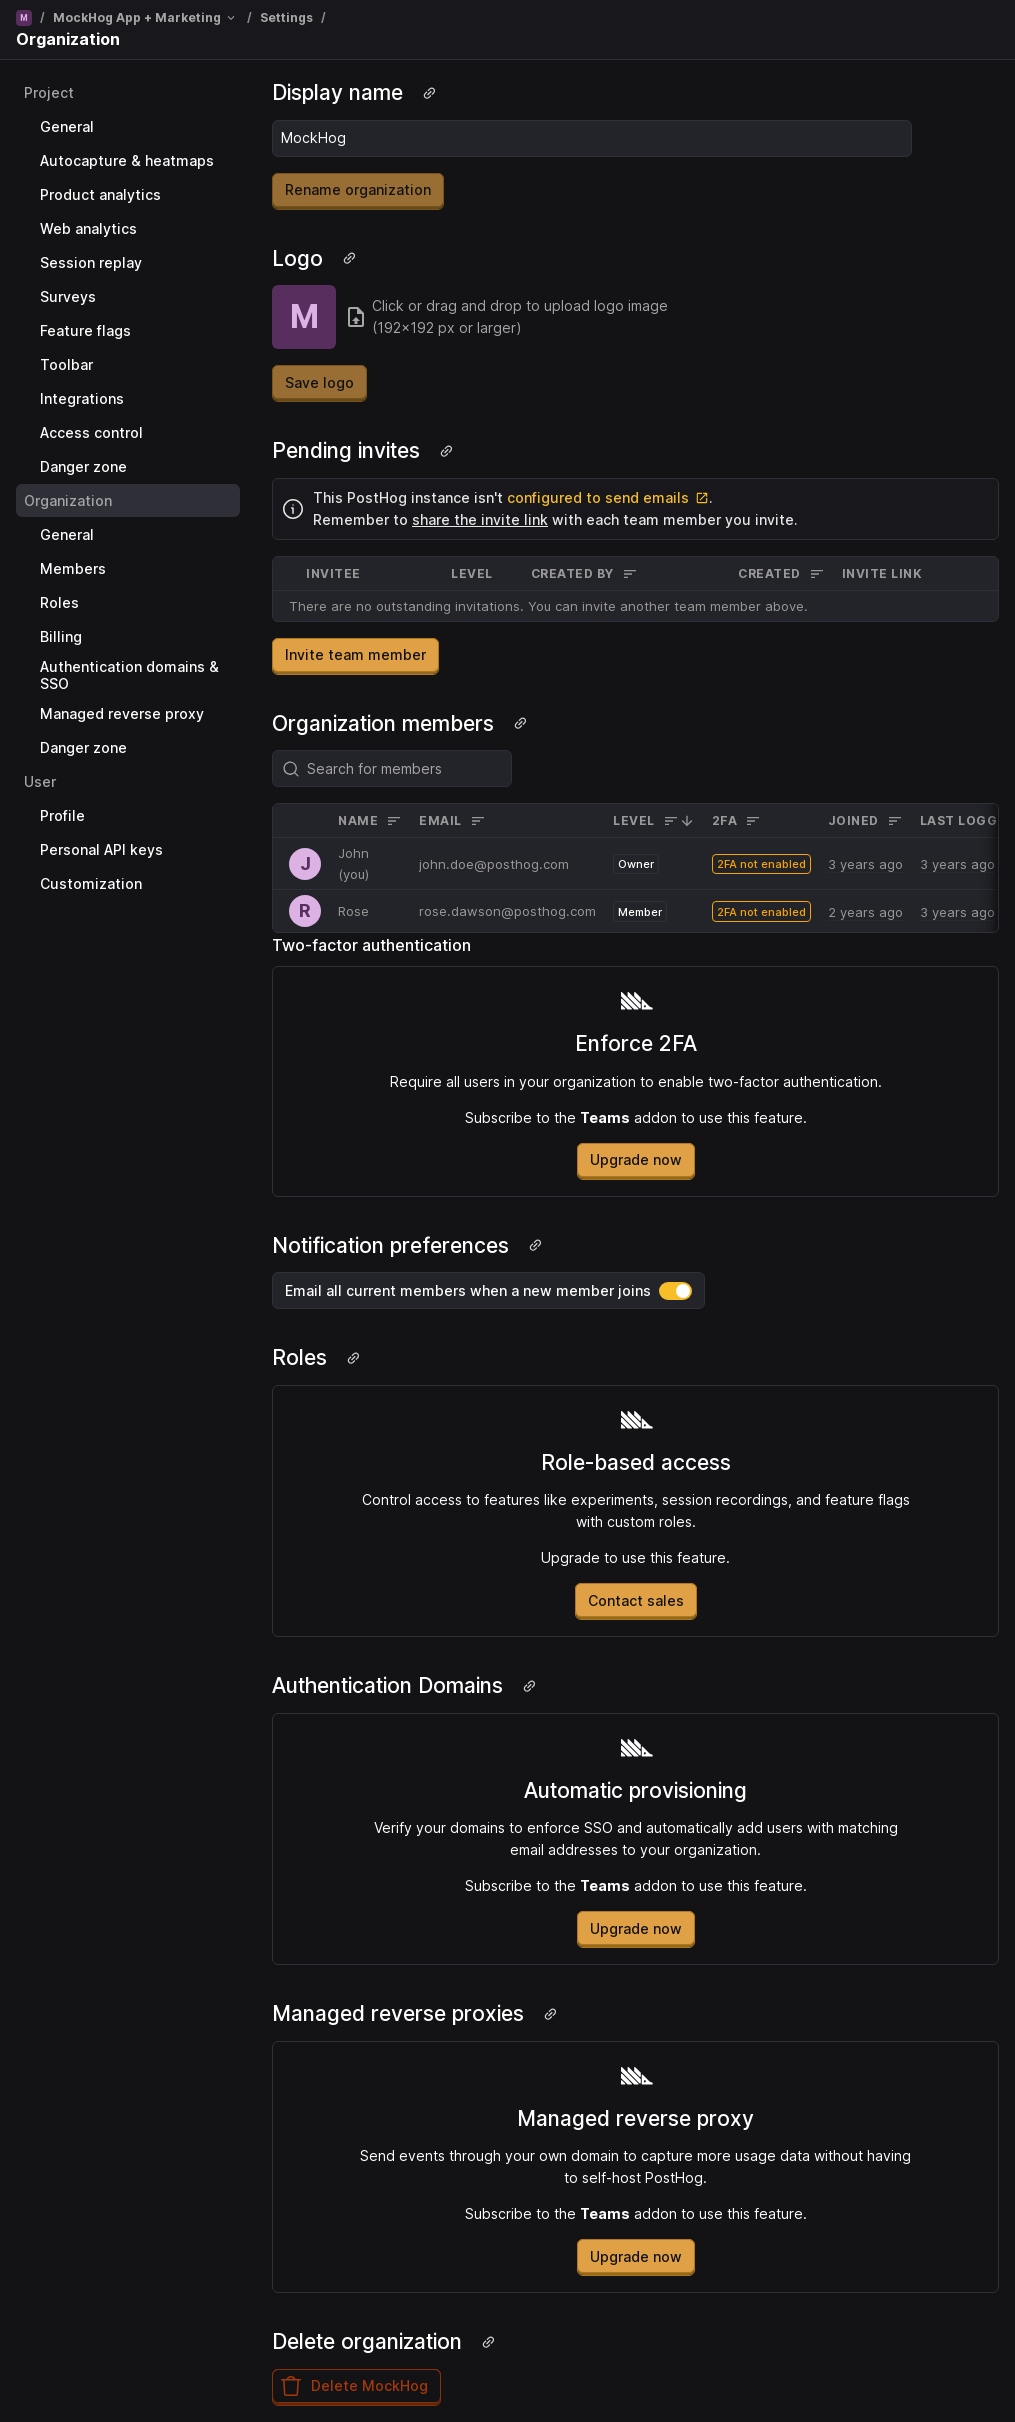 M / MockHog App + Marketing / Settings /
Organization
Project
General
Autocapture & heatmaps
Product analytics
Web analytics
Session replay
Surveys
Feature flags
Toolbar
Integrations
Access control
Danger zone
Organization
General
Members
Roles
Billing
Authentication domains &
SSO
Managed reverse proxy
Danger zone
User
Profile
Personal API keys
Customization
Display name
MockHog
Rename organization
Logo
M
Click or drag and drop to upload logo image
(192×192 px or larger)
Save logo
Pending invites
This PostHog instance isn't configured to send emails.
Remember to share the invite link with each team member you invite.
INVITEE LEVEL CREATED BY CREATED INVITE LINK
There are no outstanding invitations. You can invite another team member above.
Invite team member
Organization members
Search for members
NAME EMAIL LEVEL 2FA JOINED LAST LOGG
J John (you) john.doe@posthog.com Owner 2FA not enabled 3 years ago 3 years ago
R Rose rose.dawson@posthog.com Member 2FA not enabled 2 years ago 3 years ago
Two-factor authentication
Enforce 2FA
Require all users in your organization to enable two-factor authentication.
Subscribe to the Teams addon to use this feature.
Upgrade now
Notification preferences
Email all current members when a new member joins
Roles
Role-based access
Control access to features like experiments, session recordings, and feature flags
with custom roles.
Upgrade to use this feature.
Contact sales
Authentication Domains
Automatic provisioning
Verify your domains to enforce SSO and automatically add users with matching
email addresses to your organization.
Subscribe to the Teams addon to use this feature.
Upgrade now
Managed reverse proxies
Managed reverse proxy
Send events through your own domain to capture more usage data without having
to self-host PostHog.
Subscribe to the Teams addon to use this feature.
Upgrade now
Delete organization
Delete MockHog